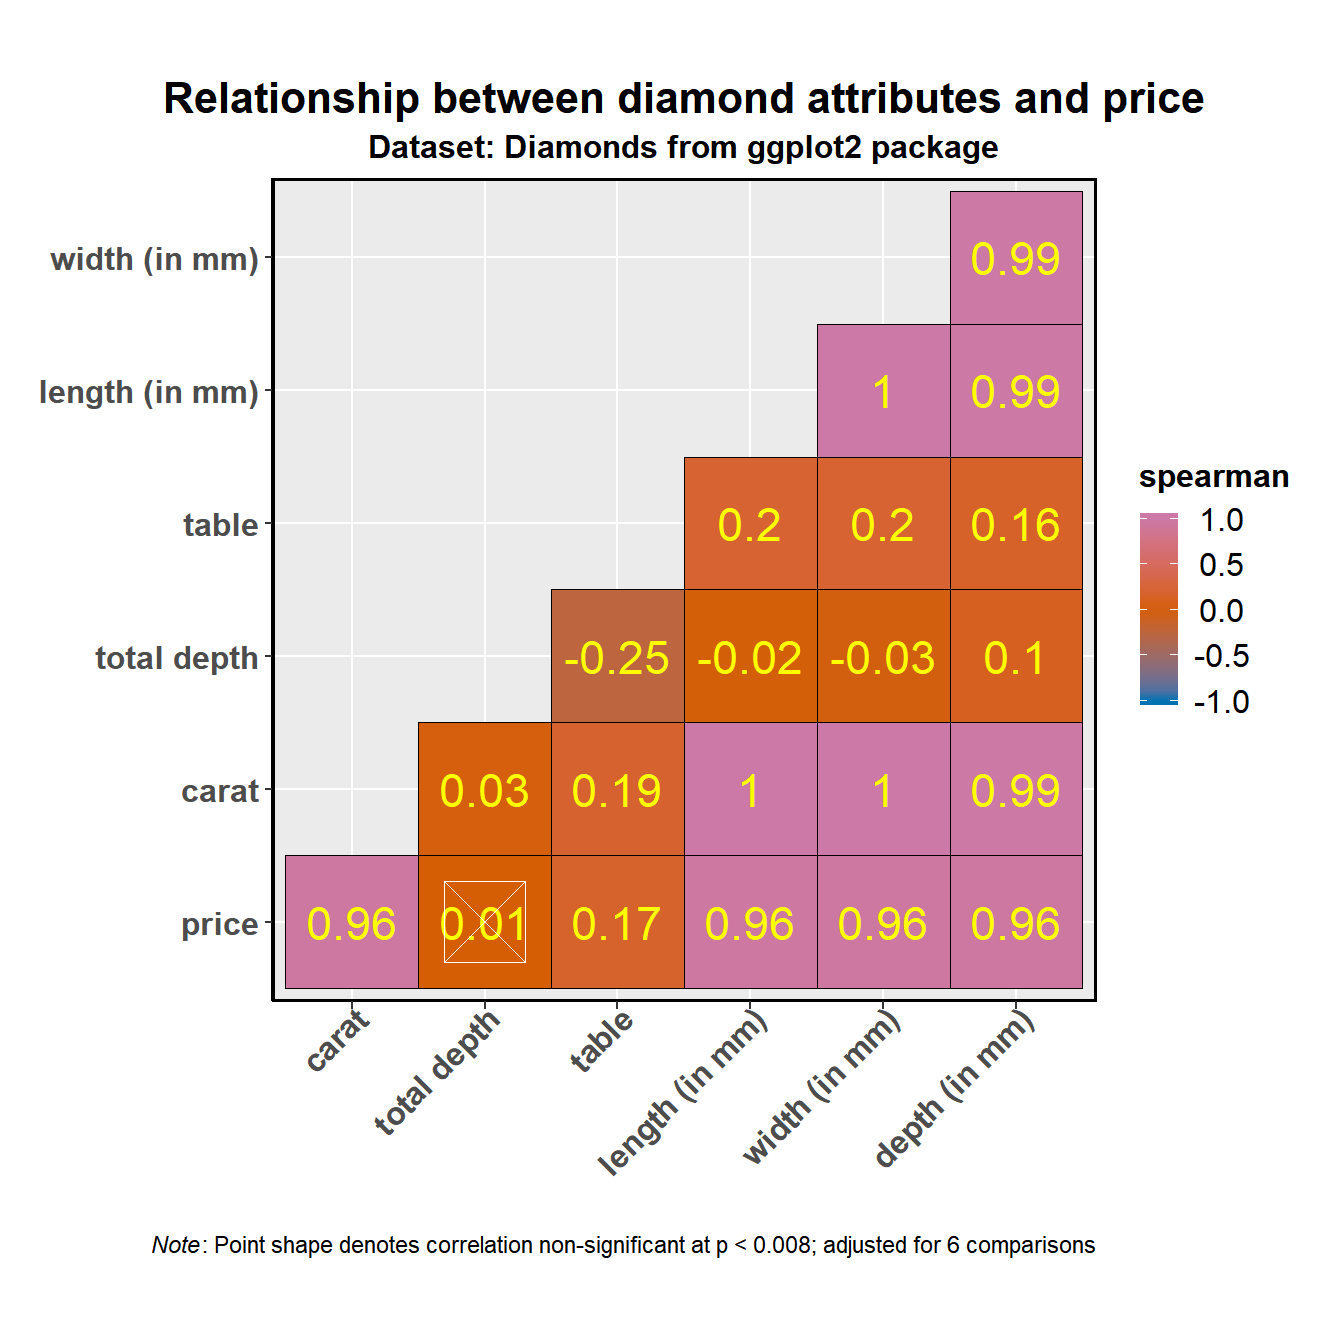 Relationship between diamond attributes and price
Dataset: Diamonds from ggplot2 package
width (in mm) 0.99
length (in mm) 1 0.99
table 0.2 0.2 0.16
total depth -0.25 -0.02 -0.03 0.1
carat 0.03 0.19 1 1 0.99
price 0.96 0.01 0.17 0.96 0.96 0.96
carat total depth table length (in mm) width (in mm) depth (in mm)
spearman
1.0
0.5
0.0
-0.5
-1.0
Note: Point shape denotes correlation non-significant at p < 0.008; adjusted for 6 comparisons